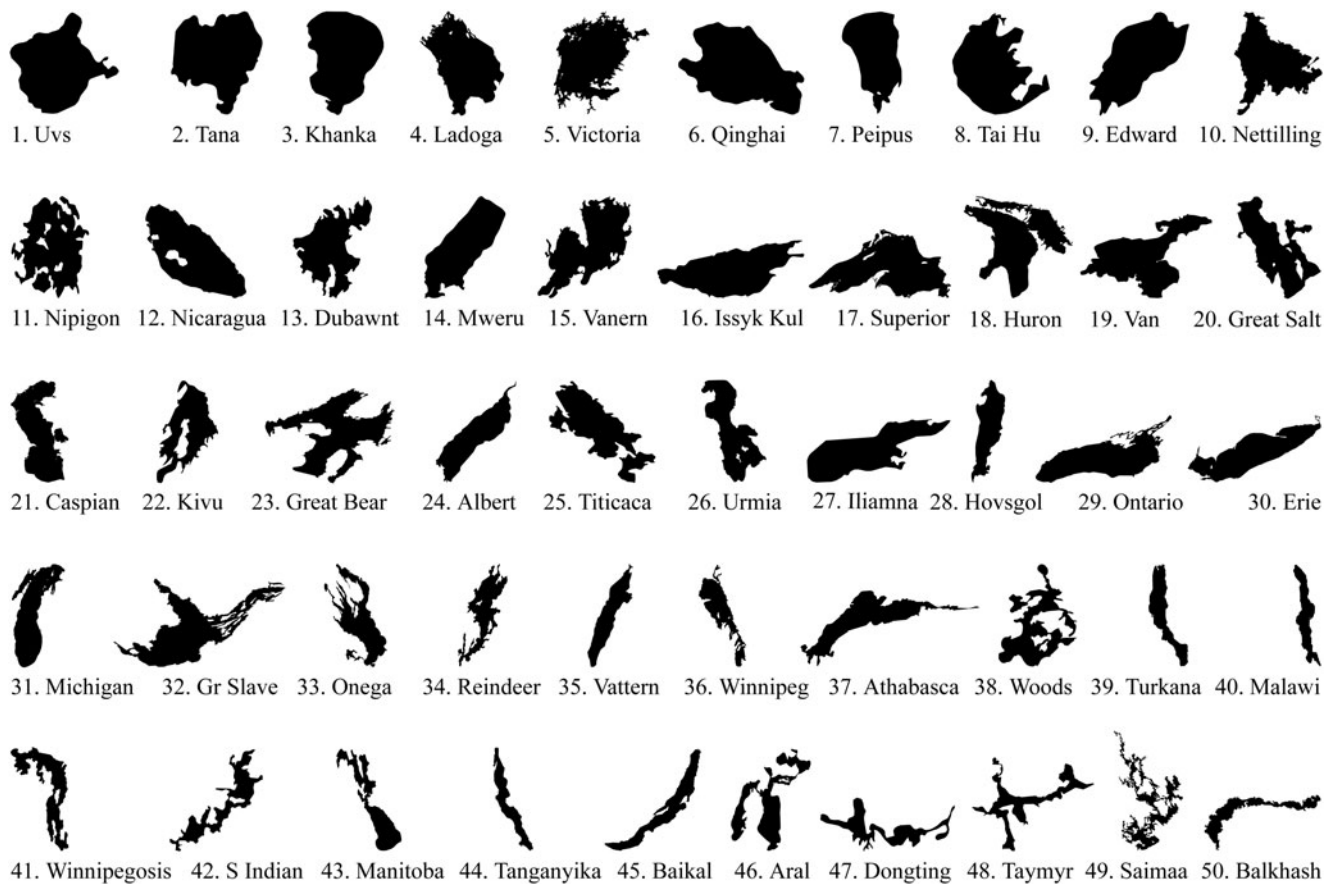 1. Uvs 2. Tana 3. Khanka 4. Ladoga 5. Victoria 6. Qinghai 7. Peipus 8. Tai Hu 9. Edward 10. Nettilling
11. Nipigon 12. Nicaragua 13. Dubawnt 14. Mweru 15. Vanern 16. Issyk Kul 17. Superior 18. Huron 19. Van 20. Great Salt
21. Caspian 22. Kivu 23. Great Bear 24. Albert 25. Titicaca 26. Urmia 27. Iliamna 28. Hovsgol 29. Ontario 30. Erie
31. Michigan 32. Gr Slave 33. Onega 34. Reindeer 35. Vattern 36. Winnipeg 37. Athabasca 38. Woods 39. Turkana 40. Malawi
41. Winnipegosis 42. S Indian 43. Manitoba 44. Tanganyika 45. Baikal 46. Aral 47. Dongting 48. Taymyr 49. Saimaa 50. Balkhash